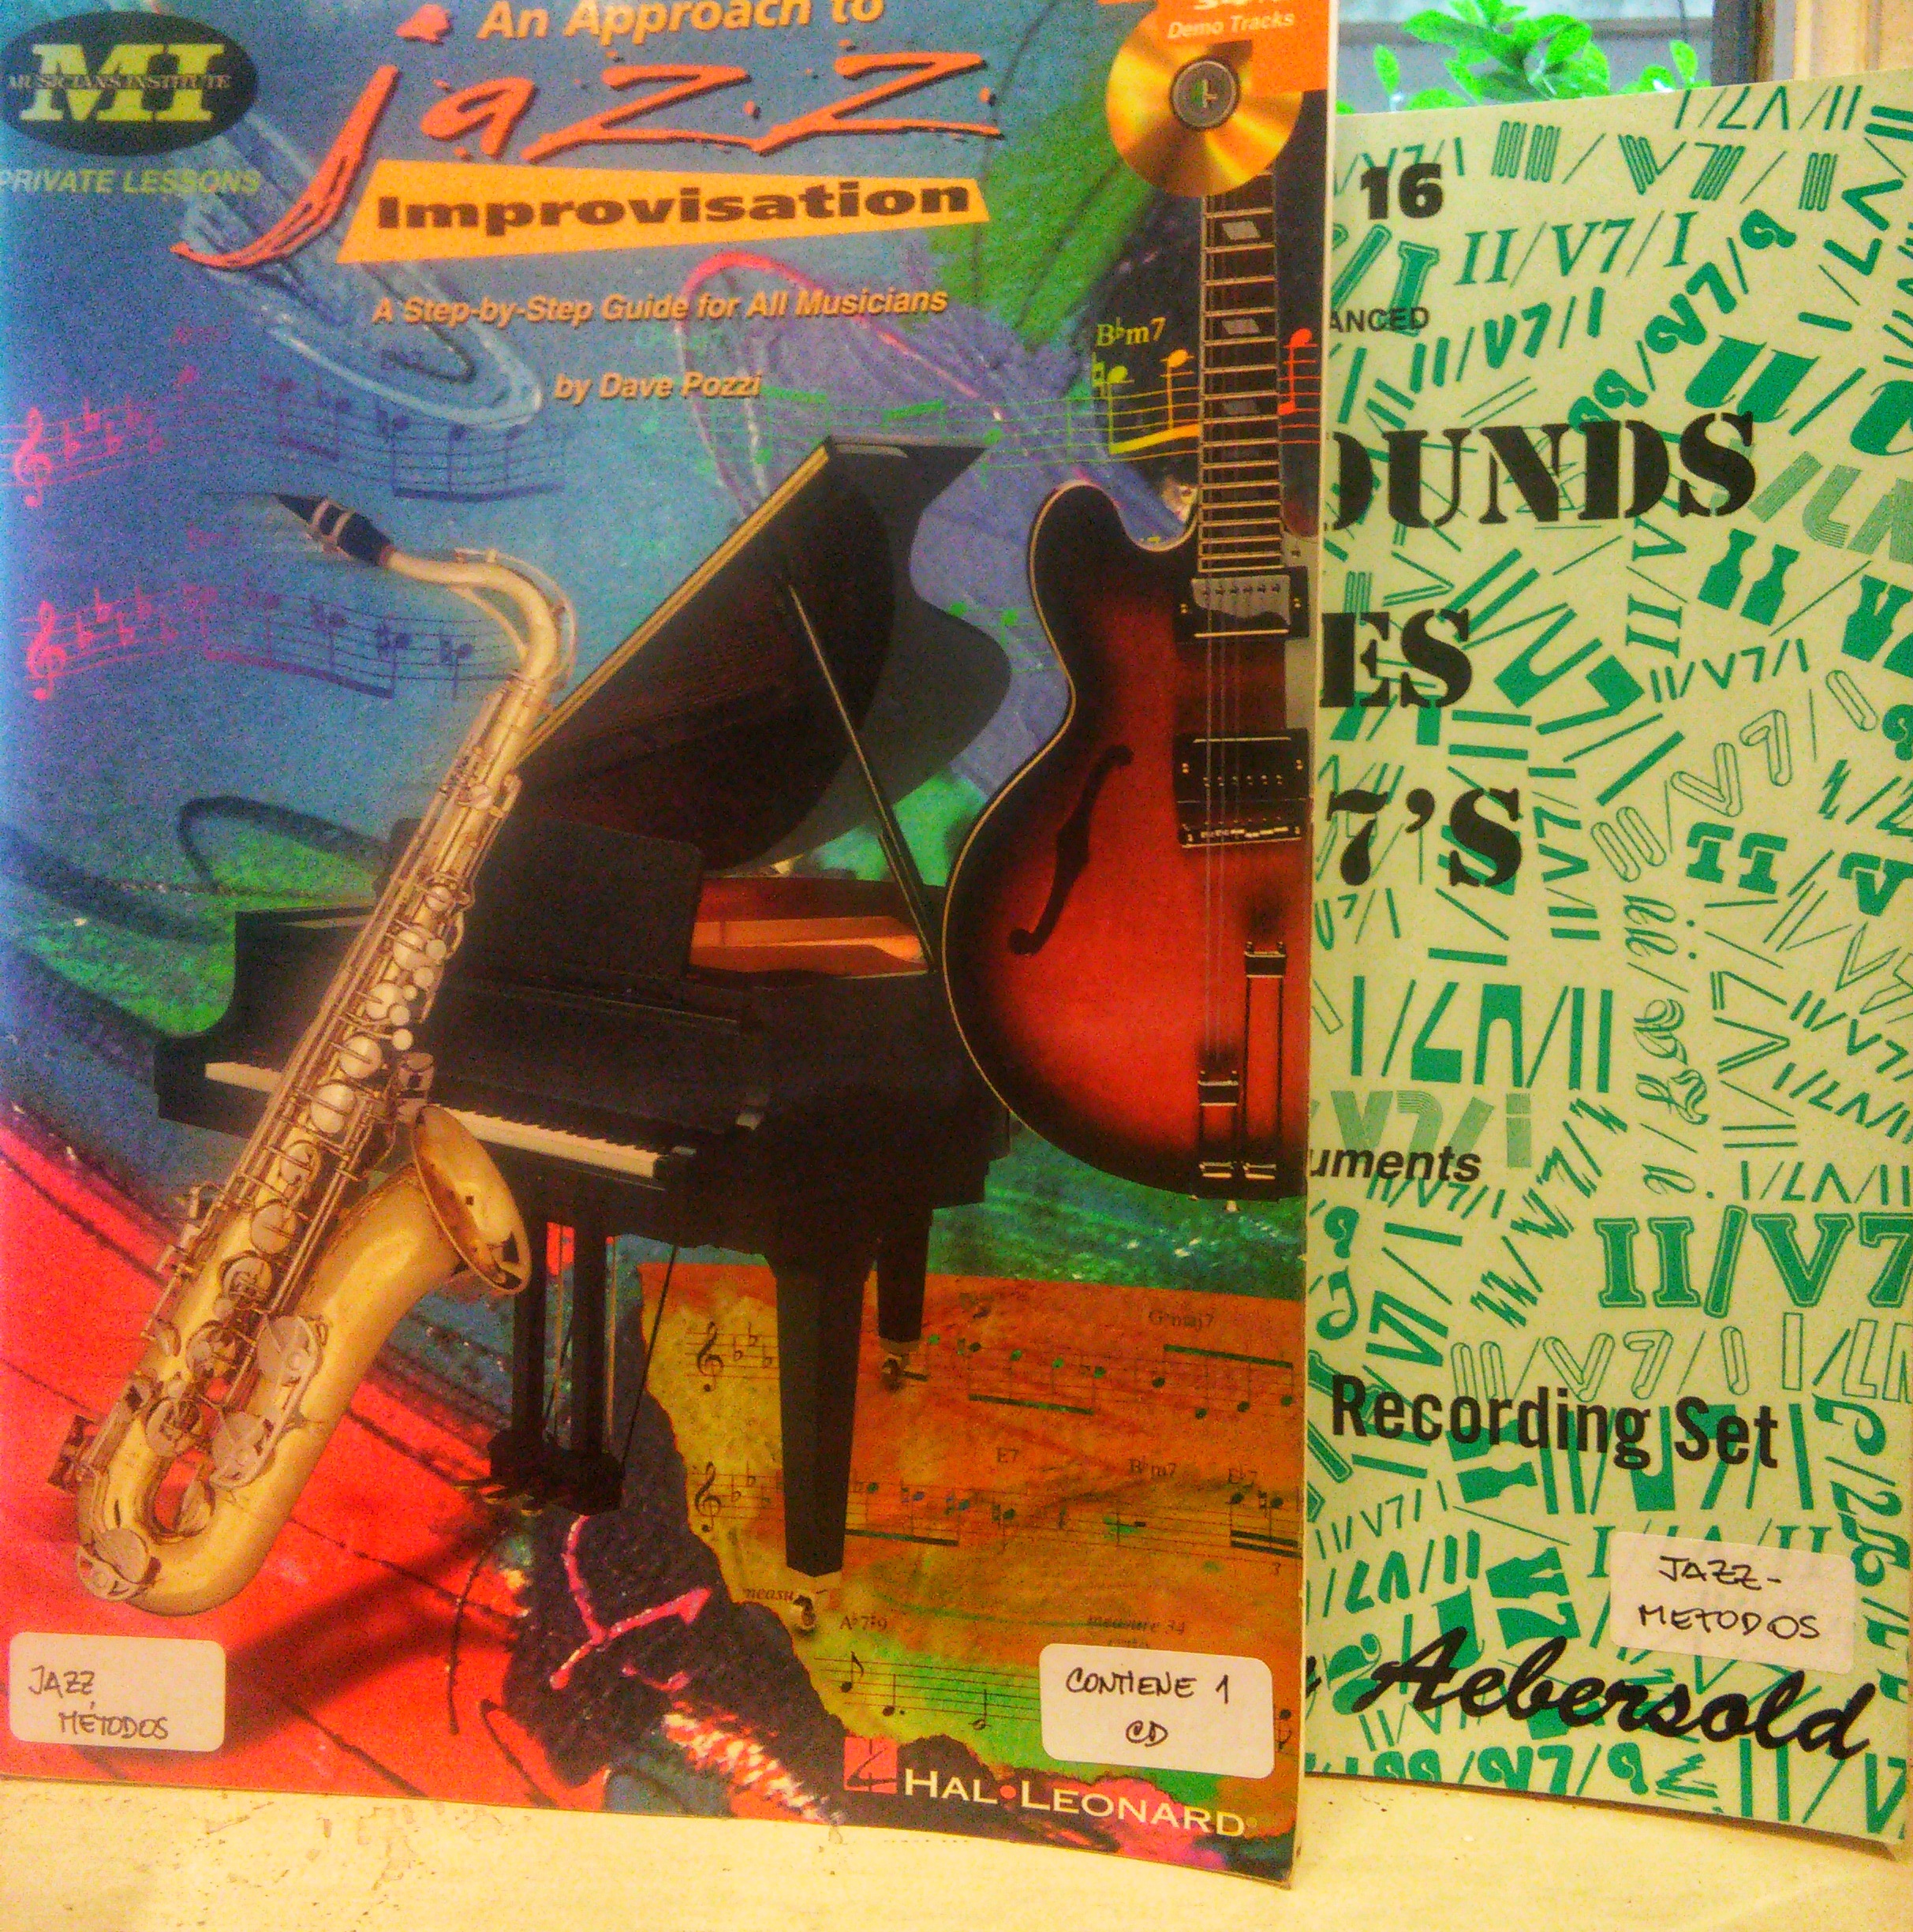 An Approach to
Jazz
Improvisation
A Step-by-Step Guide for All Musicians
by Dave Pozzi
MI
MUSICIANS INSTITUTE
PRIVATE LESSONS
Demo Tracks
B♭m7
G♭maj7
E7
B♭m7
E♭7
A♭7♯9
measure 34
JAZZ
MÉTODOS
CONTIENE 1
CD
HAL•LEONARD®
16
ANCED
II/V7/I
OUNDS
ES
7'S
uments
II/V7
Recording Set
JAZZ-
METODOS
Aebersold